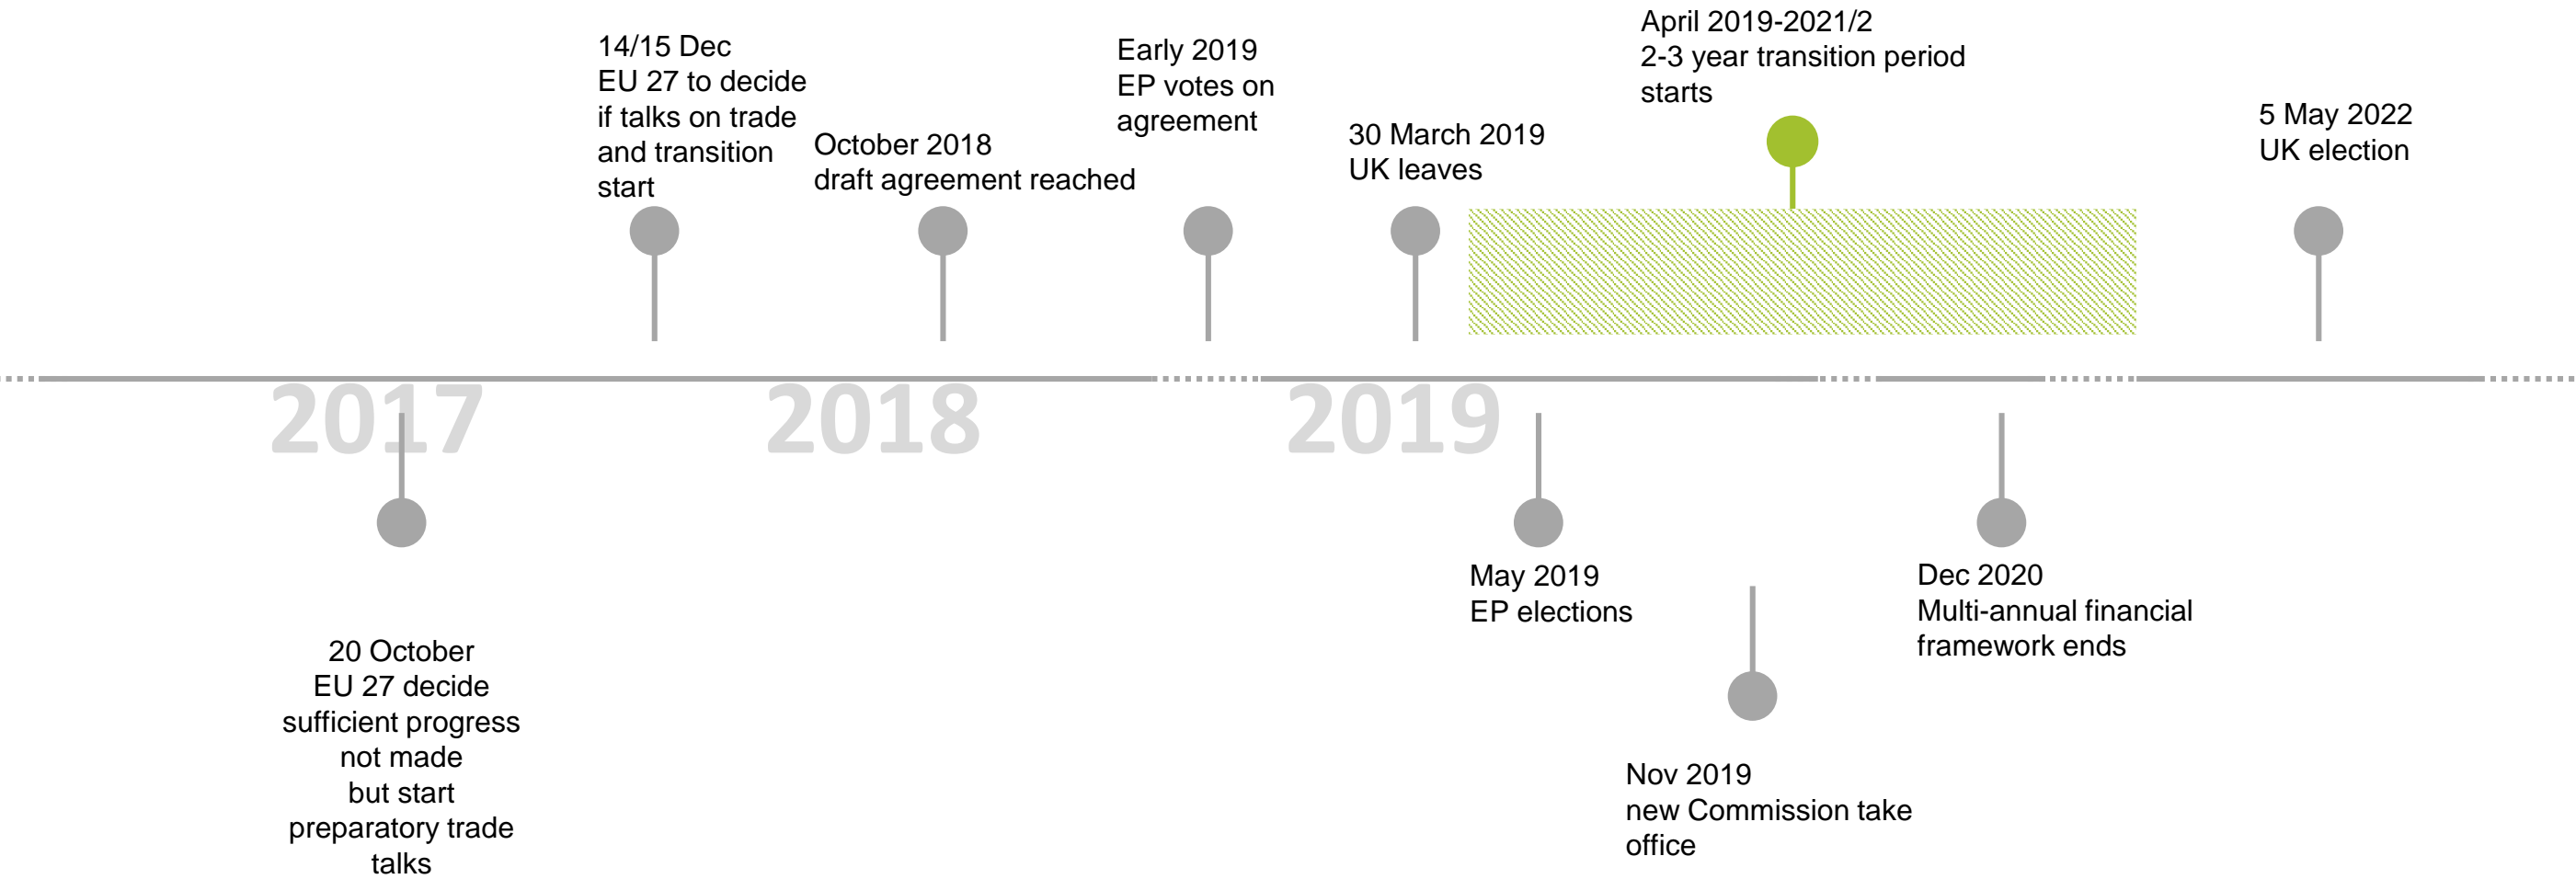 14/15 Dec
EU 27 to decide
if talks on trade
and transition
start
October 2018
draft agreement reached
Early 2019
EP votes on
agreement
30 March 2019
UK leaves
April 2019-2021/2
2-3 year transition period
starts
5 May 2022
UK election
2017
2018
2019
20 October
EU 27 decide
sufficient progress
not made
but start
preparatory trade
talks
May 2019
EP elections
Nov 2019
new Commission take
office
Dec 2020
Multi-annual financial
framework ends